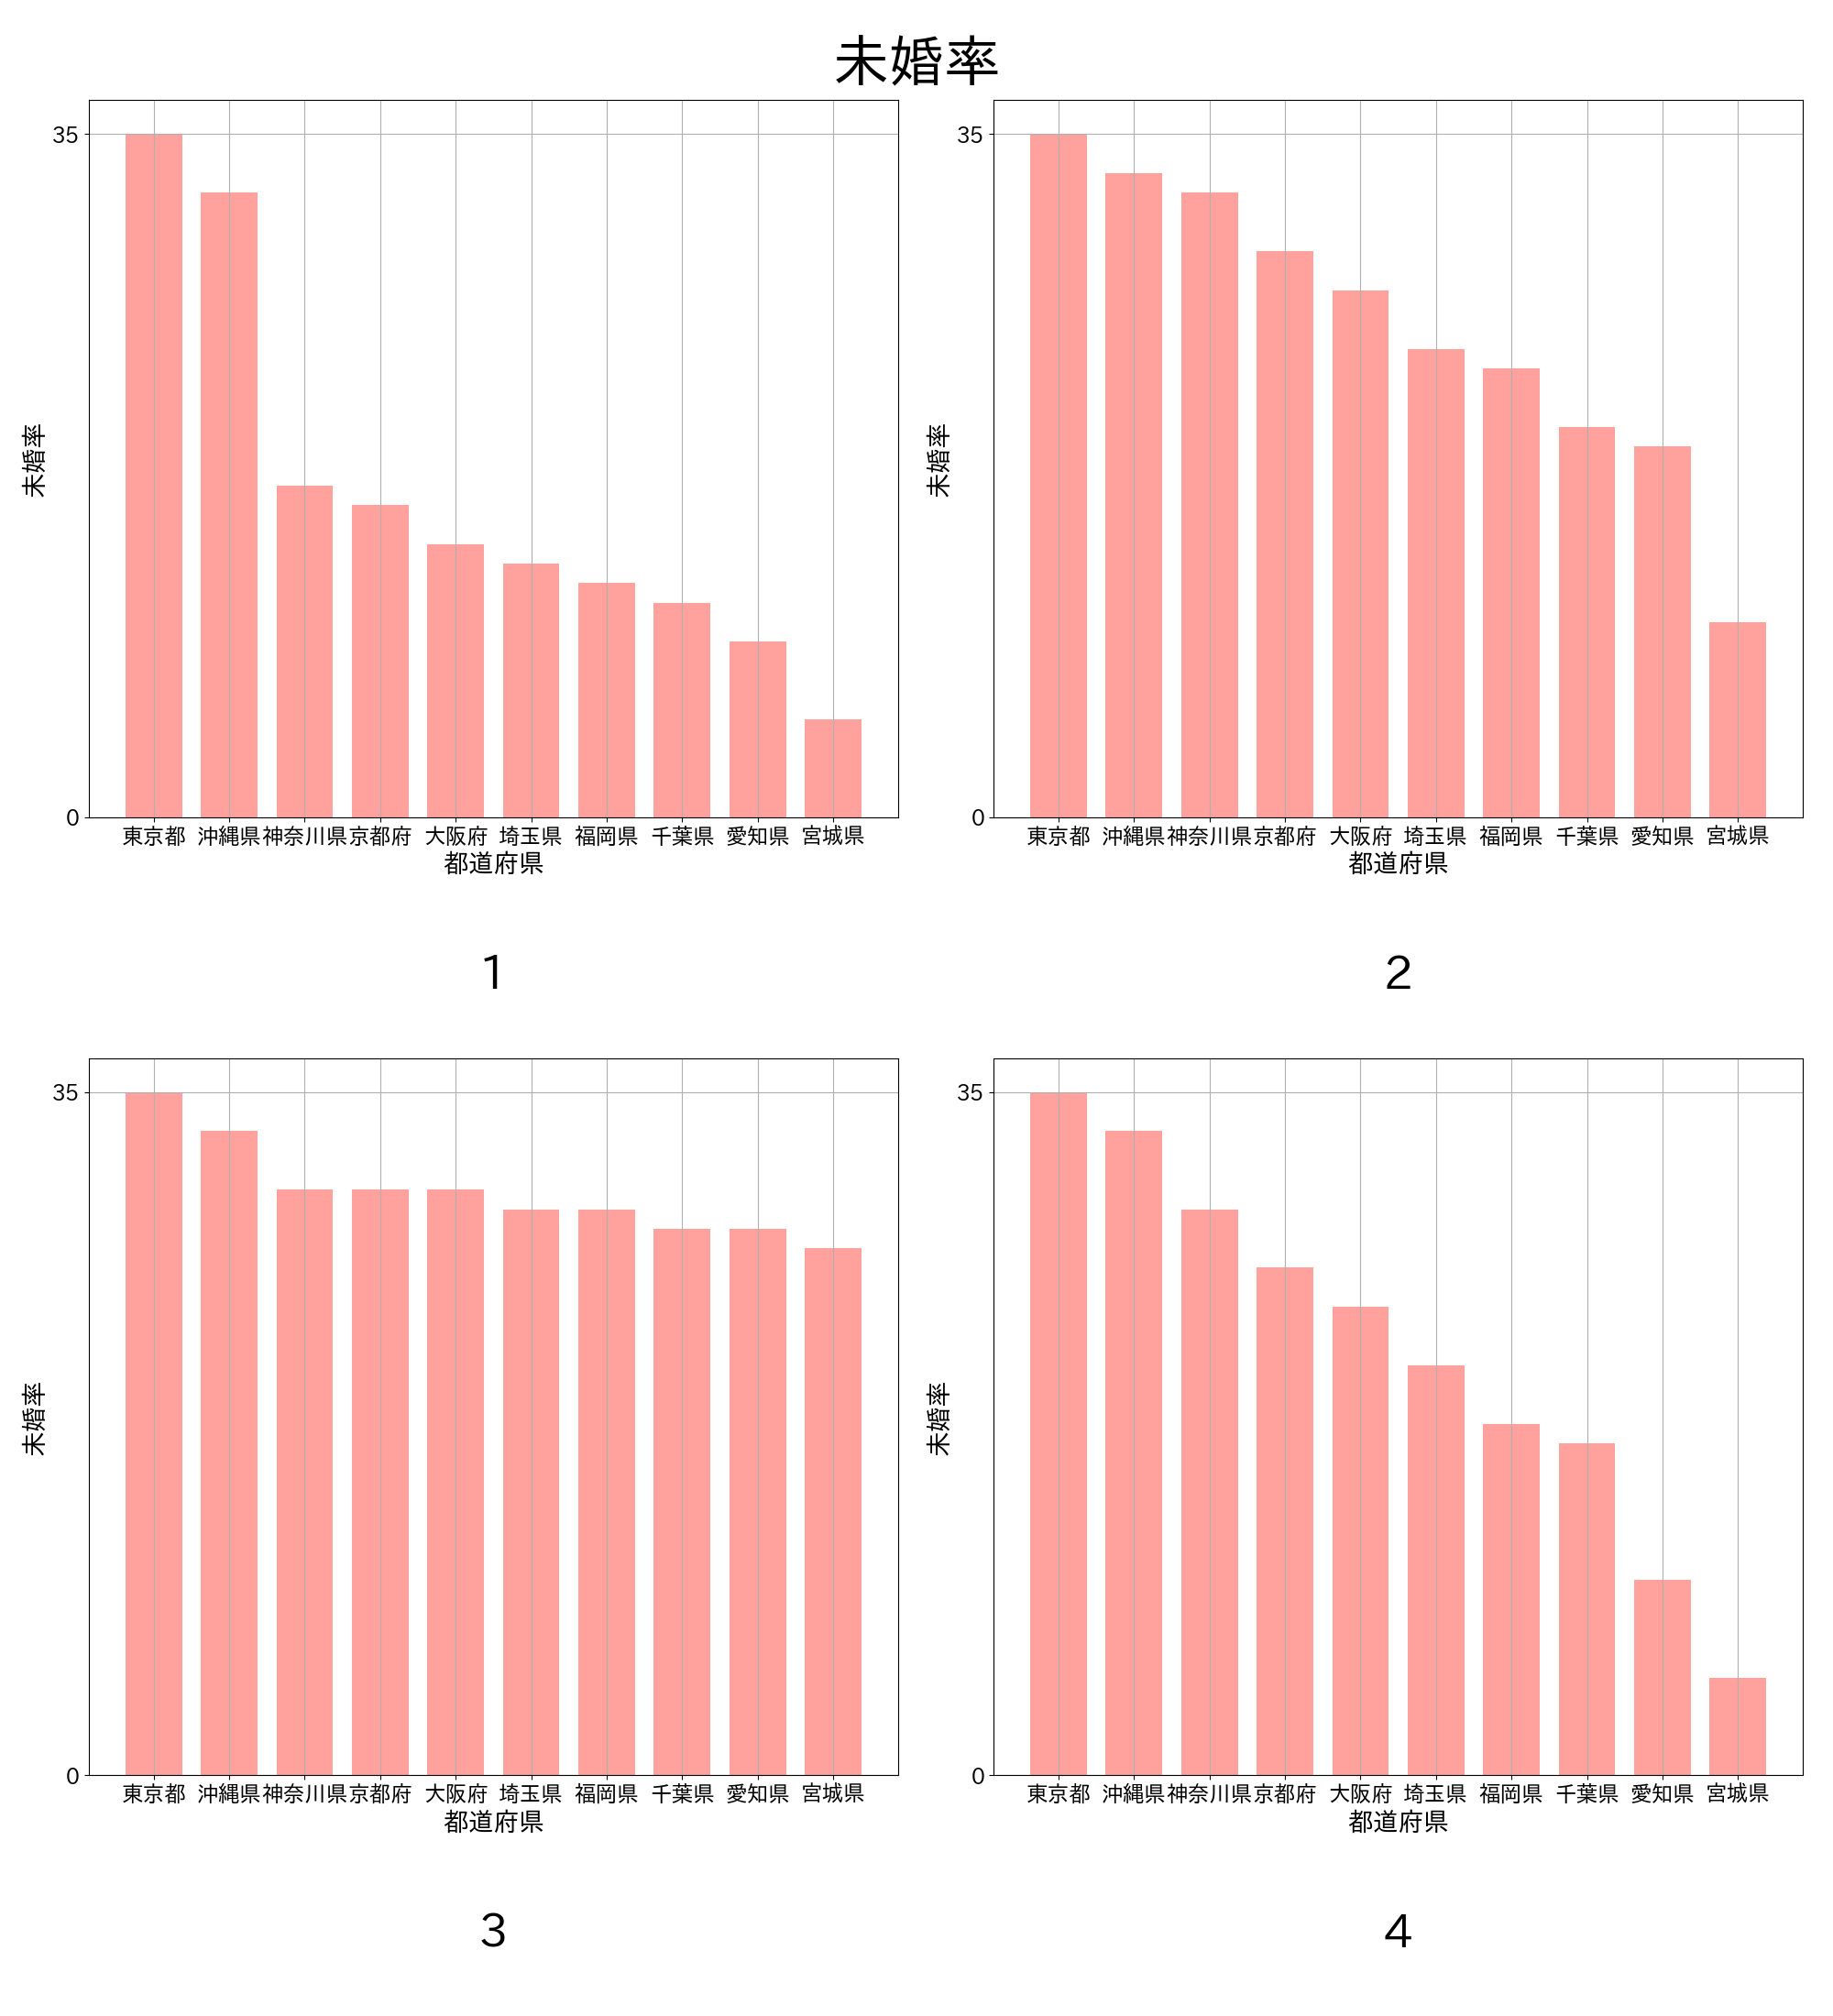 未婚率
35
未婚率
0
東京都 沖縄県 神奈川県 京都府 大阪府 埼玉県 福岡県 千葉県 愛知県 宮城県
都道府県
1
35
未婚率
0
東京都 沖縄県 神奈川県 京都府 大阪府 埼玉県 福岡県 千葉県 愛知県 宮城県
都道府県
2
35
未婚率
0
東京都 沖縄県 神奈川県 京都府 大阪府 埼玉県 福岡県 千葉県 愛知県 宮城県
都道府県
3
35
未婚率
0
東京都 沖縄県 神奈川県 京都府 大阪府 埼玉県 福岡県 千葉県 愛知県 宮城県
都道府県
4